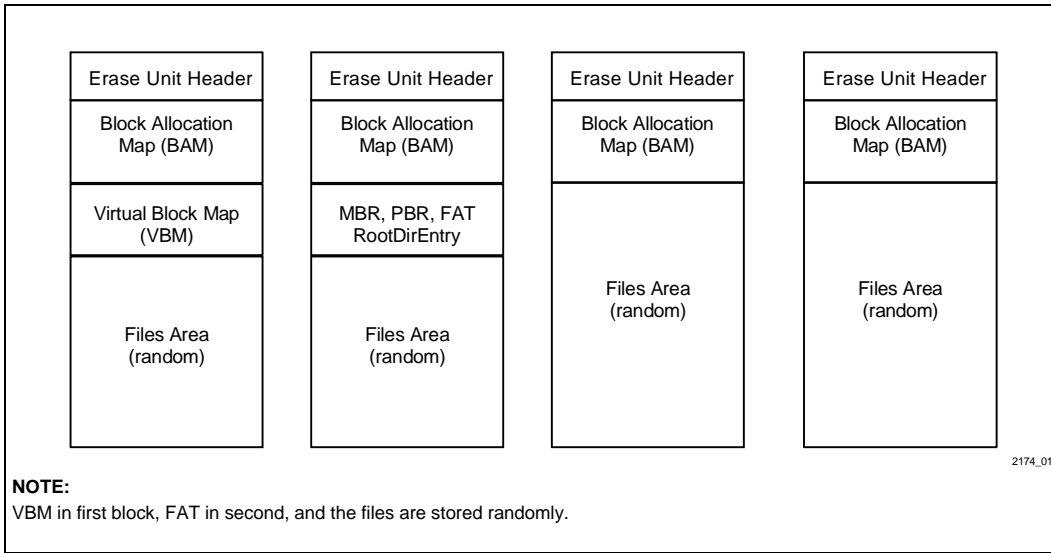 Erase Unit Header
Block Allocation
Map (BAM)
Virtual Block Map
(VBM)
Files Area
(random)
Erase Unit Header
Block Allocation
Map (BAM)
MBR, PBR, FAT
RootDirEntry
Files Area
(random)
Erase Unit Header
Block Allocation
Map (BAM)
Files Area
(random)
Erase Unit Header
Block Allocation
Map (BAM)
Files Area
(random)
2174_01
NOTE:
VBM in first block, FAT in second, and the files are stored randomly.